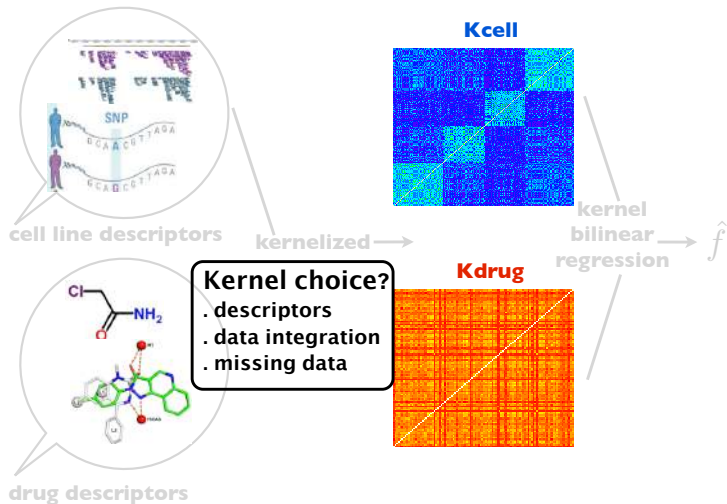 Kcell
SNP
G C A A C G T T A G A
G C A G C G T T A G A
cell line descriptors
kernelized
kernel
bilinear
regression
f̂
Kdrug
Kernel choice?
. descriptors
. data integration
. missing data
Cl
NH₂
O
drug descriptors